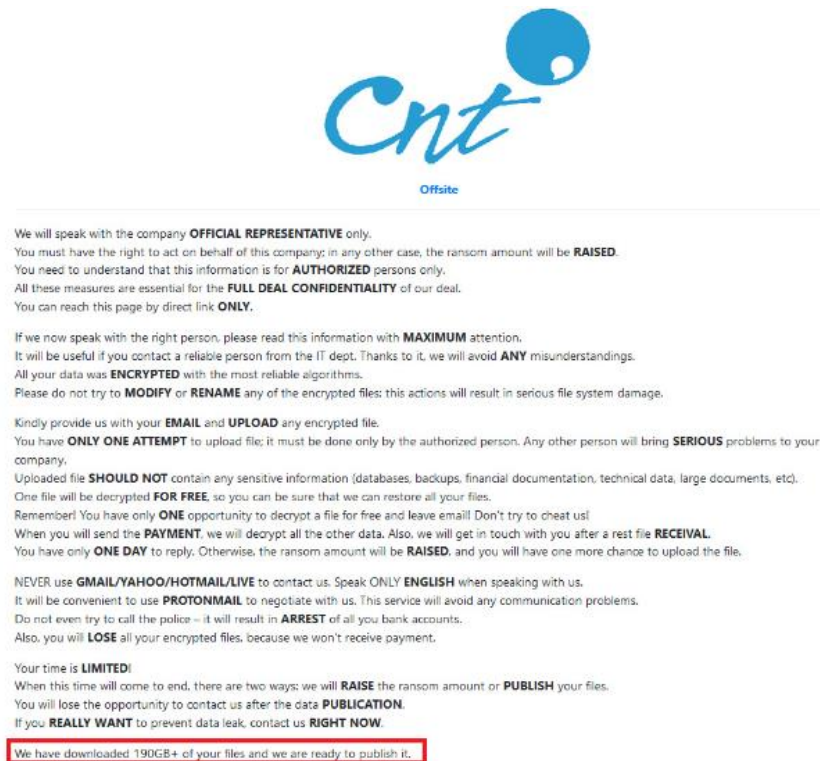 Cnt
Offsite
We will speak with the company OFFICIAL REPRESENTATIVE only.
You must have the right to act on behalf of this company; in any other case, the ransom amount will be RAISED.
You need to understand that this information is for AUTHORIZED persons only.
All these measures are essential for the FULL DEAL CONFIDENTIALITY of our deal.
You can reach this page by direct link ONLY.
If we now speak with the right person, please read this information with MAXIMUM attention.
It will be useful if you contact a reliable person from the IT dept. Thanks to it, we will avoid ANY misunderstandings.
All your data was ENCRYPTED with the most reliable algorithms.
Please do not try to MODIFY or RENAME any of the encrypted files; this actions will result in serious file system damage.
Kindly provide us with your EMAIL and UPLOAD any encrypted file.
You have ONLY ONE ATTEMPT to upload file; it must be done only by the authorized person. Any other person will bring SERIOUS problems to your
company.
Uploaded file SHOULD NOT contain any sensitive information (databases, backups, financial documentation, technical data, large documents, etc).
One file will be decrypted FOR FREE, so you can be sure that we can restore all your files.
Remember! You have only ONE opportunity to decrypt a file for free and leave email! Don't try to cheat us!
When you will send the PAYMENT, we will decrypt all the other data. Also, we will get in touch with you after a rest file RECEIVAL.
You have only ONE DAY to reply. Otherwise, the ransom amount will be RAISED, and you will have one more chance to upload the file.
NEVER use GMAIL/YAHOO/HOTMAIL/LIVE to contact us. Speak ONLY ENGLISH when speaking with us.
It will be convenient to use PROTONMAIL to negotiate with us. This service will avoid any communication problems.
Do not even try to call the police – it will result in ARREST of all you bank accounts.
Also, you will LOSE all your encrypted files, because we won't receive payment.
Your time is LIMITED!
When this time will come to end, there are two ways: we will RAISE the ransom amount or PUBLISH your files.
You will lose the opportunity to contact us after the data PUBLICATION.
If you REALLY WANT to prevent data leak, contact us RIGHT NOW.
We have downloaded 190GB+ of your files and we are ready to publish it.